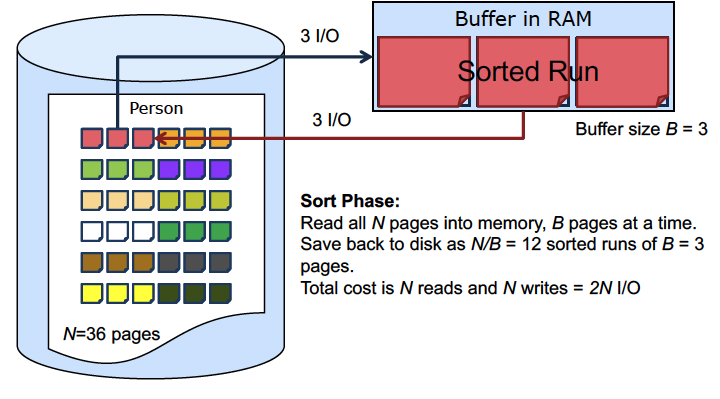 Buffer in RAM
3 I/O
Sorted Run
Person
3 I/O
Buffer size B = 3
Sort Phase:
Read all N pages into memory, B pages at a time.
Save back to disk as N/B = 12 sorted runs of B = 3
pages.
Total cost is N reads and N writes = 2N I/O
N=36 pages